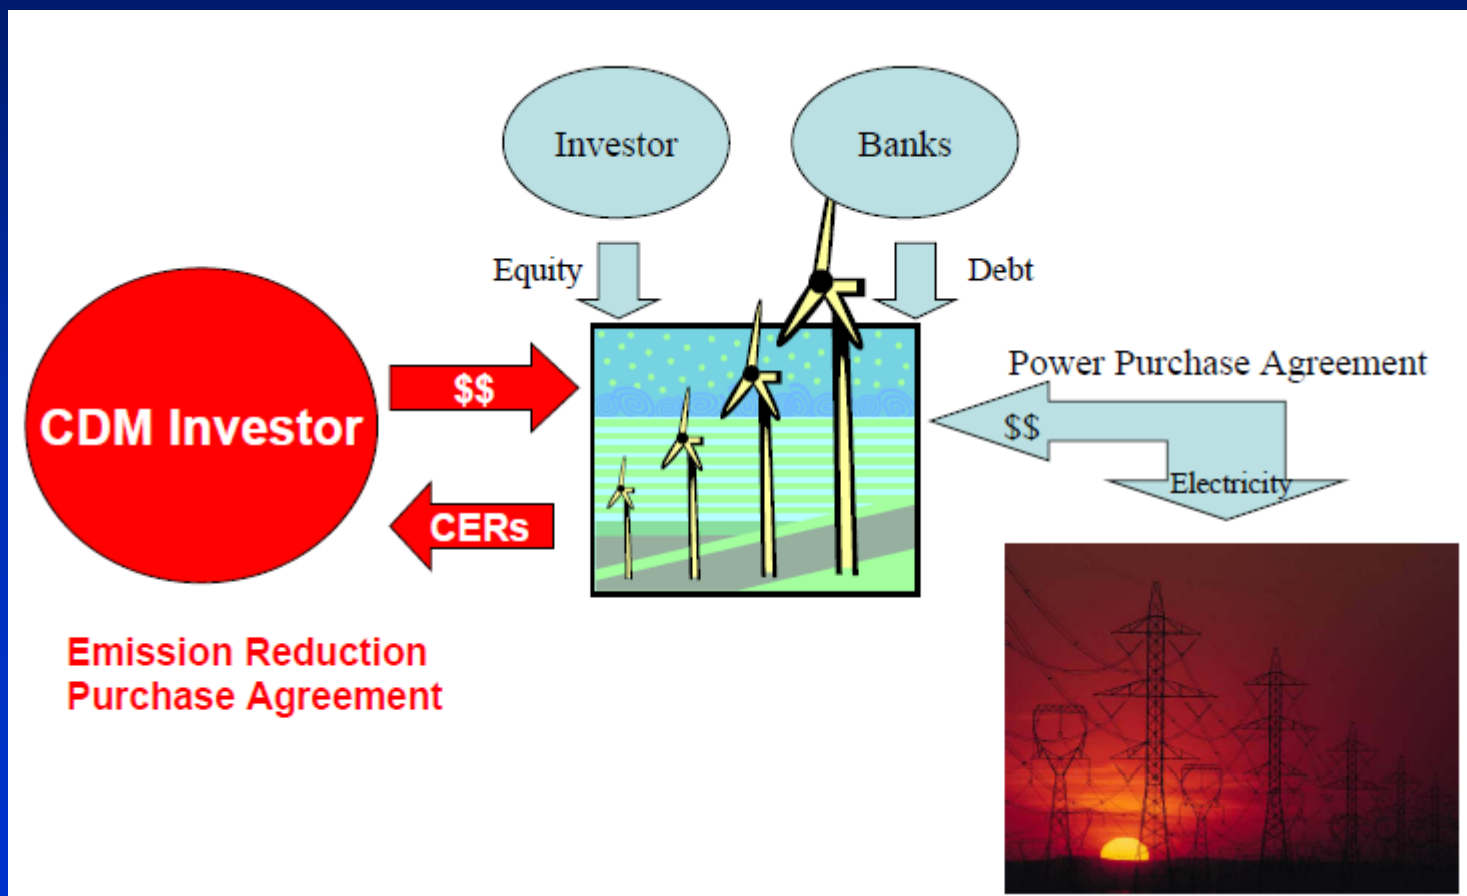 Investor
Banks
Equity
Debt
Power Purchase Agreement
$$
$$
CDM Investor
Electricity
CERs
Emission Reduction
Purchase Agreement